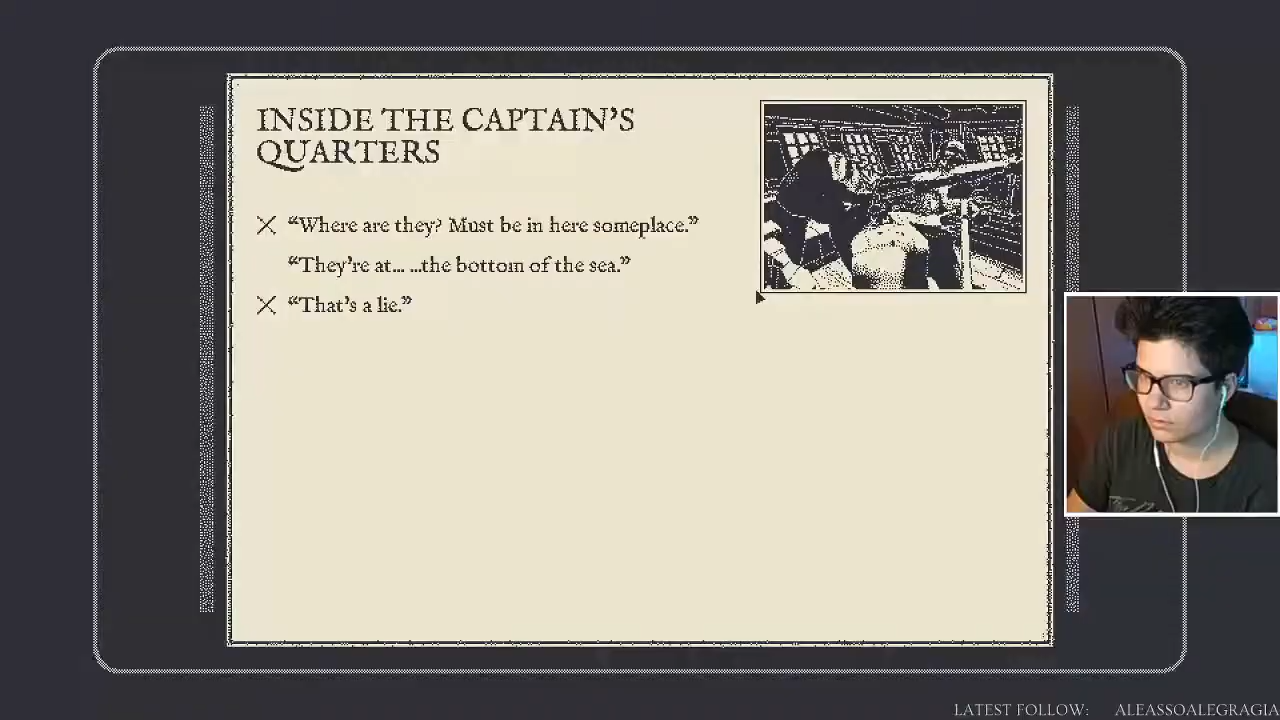 INSIDE THE CAPTAIN’S
QUARTERS
“Where are they? Must be in here someplace.”
“They’re at... ...the bottom of the sea.”
“That’s a lie.”
LATEST FOLLOW: ALEASSOALEGRAGIA